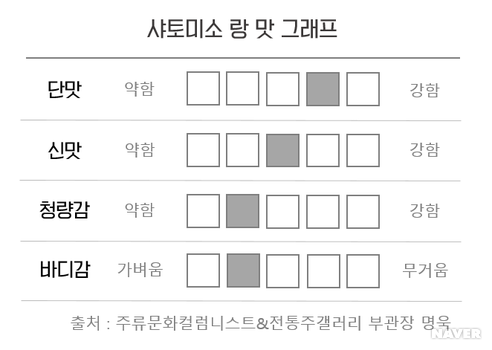 샤토미소 랑 맛 그래프
단맛 약함 강함
신맛 약함 강함
청량감 약함 강함
바디감 가벼움 무거움
출처 : 주류문화컬럼니스트&전통주갤러리 부관장 명욱
NAVER